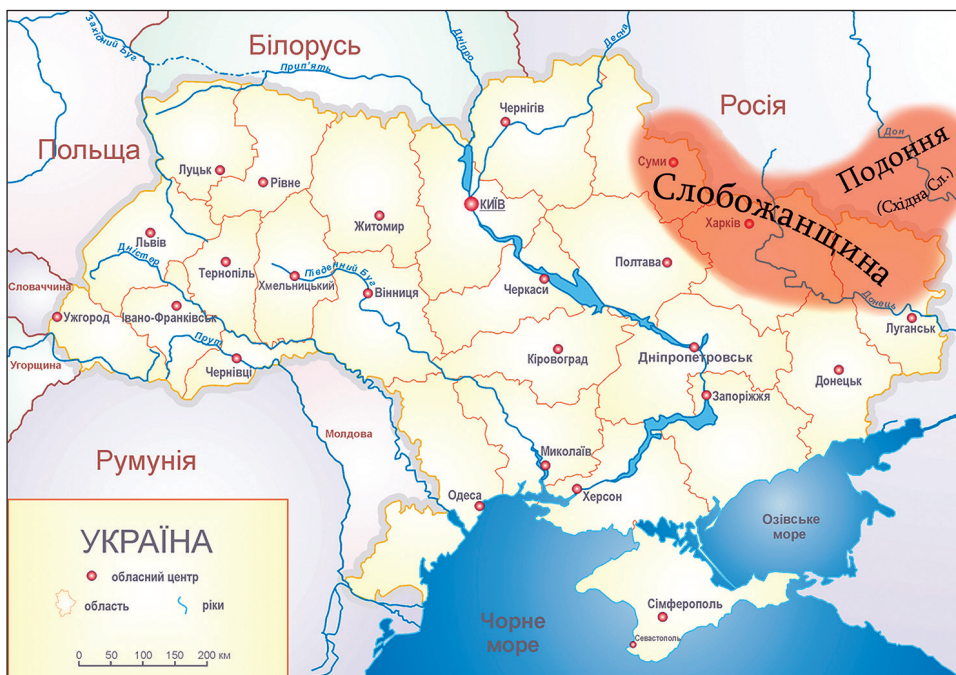 Західний Буг
Білорусь
Прип'ять
Дніпро
Десна
Чернігів
Росія
Дон
Подоння
(Східна Сл.)
Польща
Луцьк
Рівне
КИЇВ
Житомир
Суми
Слобожанщина
Харків
Львів
Дністер
Тернопіль
Хмельницький
Південний Буг
Вінниця
Черкаси
Полтава
Донець
Луганськ
Словаччина
Ужгород
Івано-Франківськ
Прут
Чернівці
Угорщина
Кіровоград
Дніпропетровськ
Донецьк
Запоріжжя
Молдова
Румунія
Миколаїв
Херсон
Одеса
Озівське
море
Чорне
море
Сімферополь
Севастополь
УКРАЇНА
обласний центр
область
ріки
0 50 100 150 200 км